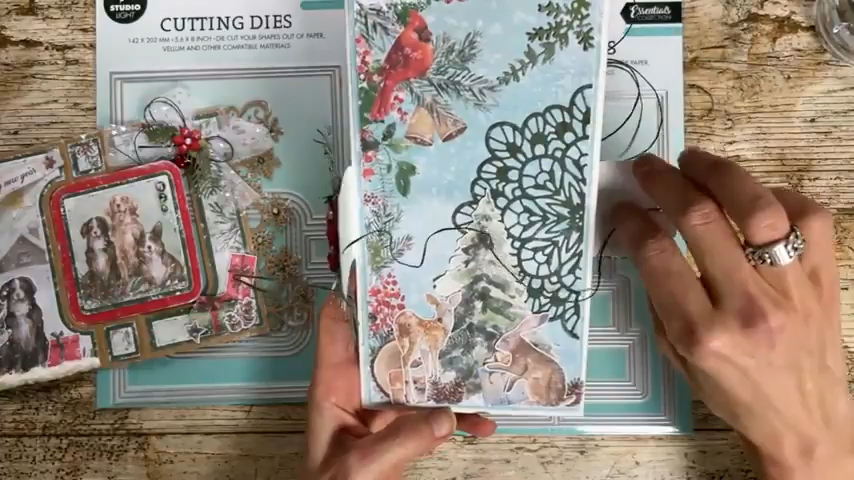 STUDIO
LIGHT
Essentials
COLLECTION
CUTTING DIES
142 X 202 MM - 5.6 X 8 INCH - DIE CUT YOUR SHAPES OUT OF PAPER,
VELLUM AND OTHER COMPATIBLE MATERIALS
new year